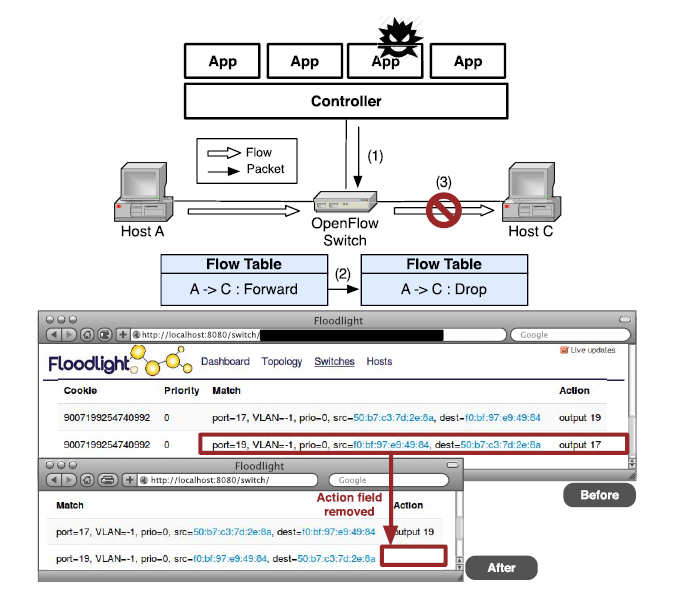 App App App App
Controller
Flow
Packet
(1)
(3)
Host A
OpenFlow
Switch
Host C
Flow Table
A -> C : Forward
(2)
Flow Table
A -> C : Drop
Floodlight
http://localhost:8080/switch/
Google
Floodlight
Dashboard Topology Switches Hosts
Live updates
Cookie Priority Match Action
9007199254740992 0 port=17, VLAN=-1, prio=0, src=50:b7:c3:7d:2e:8a, dest=f0:bf:97:e9:49:84 output 19
9007199254740992 0 port=19, VLAN=-1, prio=0, src=f0:bf:97:e9:49:84, dest=50:b7:c3:7d:2e:8a output 17
Before
Floodlight
http://localhost:8080/switch/
Google
Action field
removed
Match Action
port=17, VLAN=-1, prio=0, src=50:b7:c3:7d:2e:8a, dest=f0:bf:97:e9:49:84 output 19
port=19, VLAN=-1, prio=0, src=f0:bf:97:e9:49:84, dest=50:b7:c3:7d:2e:8a
After